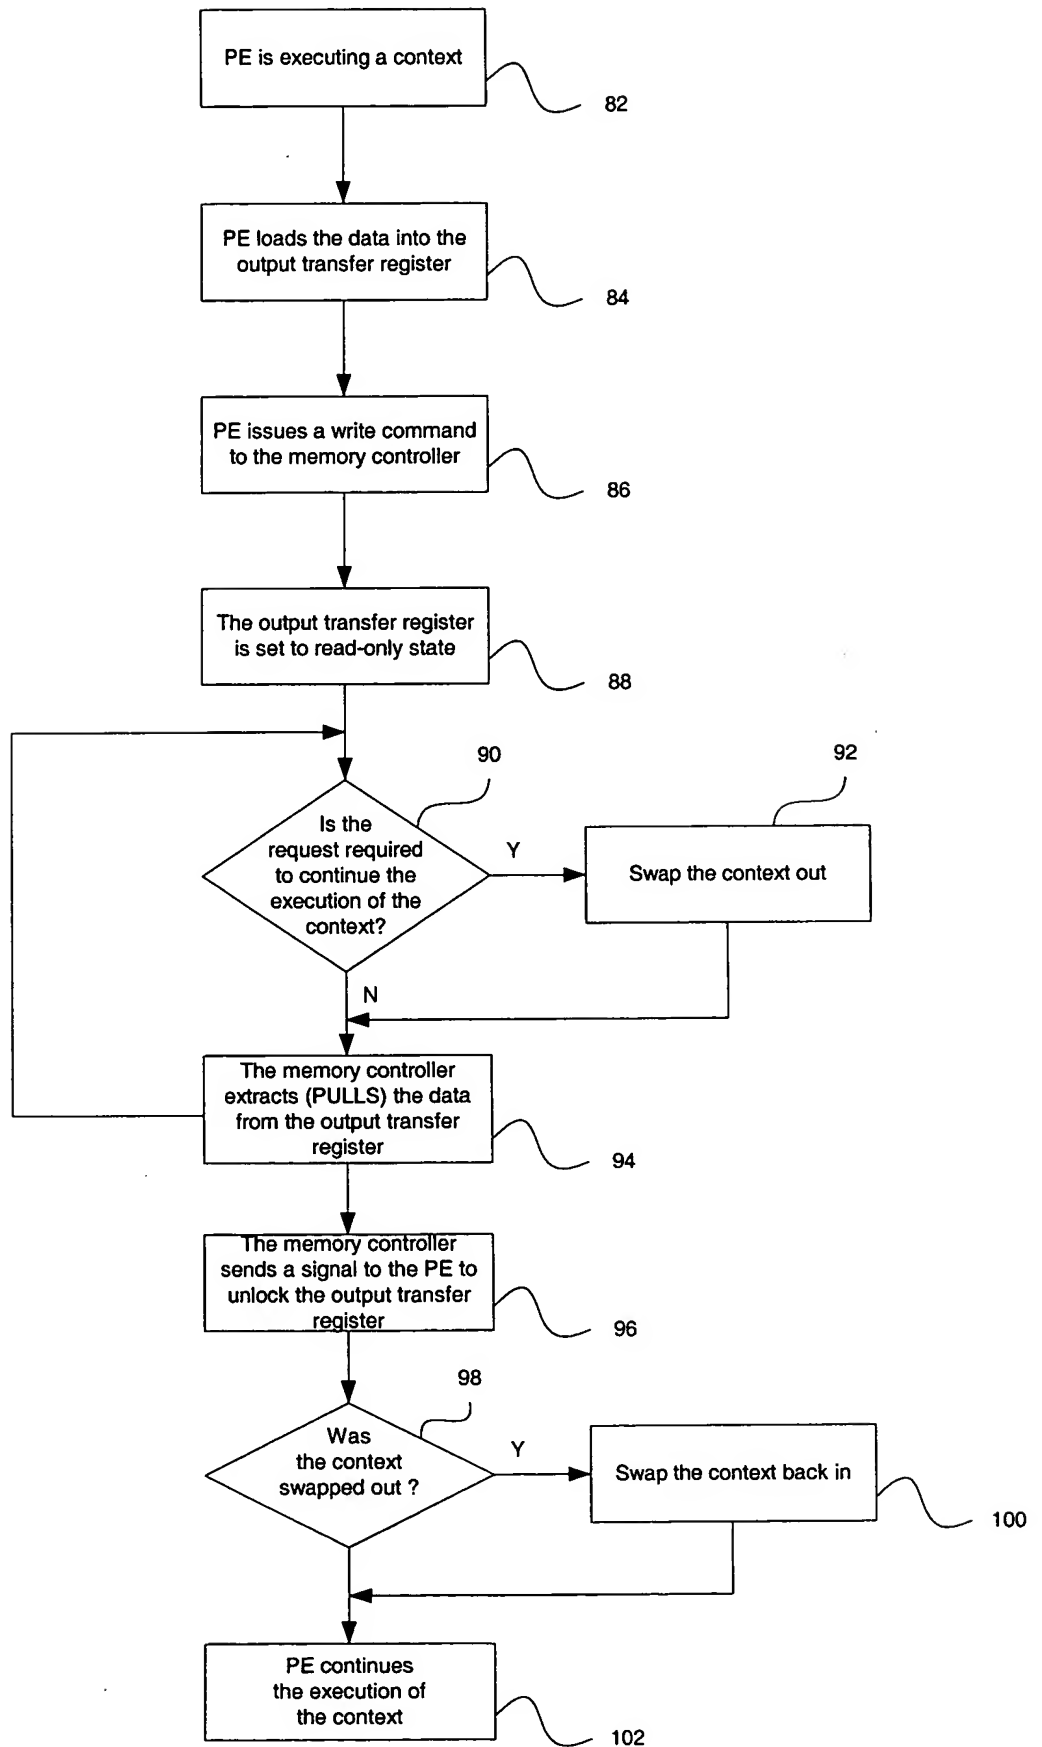 PE is executing a context
82
PE loads the data into the
output transfer register
84
PE issues a write command
to the memory controller
86
The output transfer register
is set to read-only state
88
90
92
Is the
request required
to continue the
execution of the
context?
Y
Swap the context out
N
The memory controller
extracts (PULLS) the data
from the output transfer
register
94
The memory controller
sends a signal to the PE to
unlock the output transfer
register
96
98
Was
the context
swapped out ?
Y
Swap the context back in
100
PE continues
the execution of
the context
102